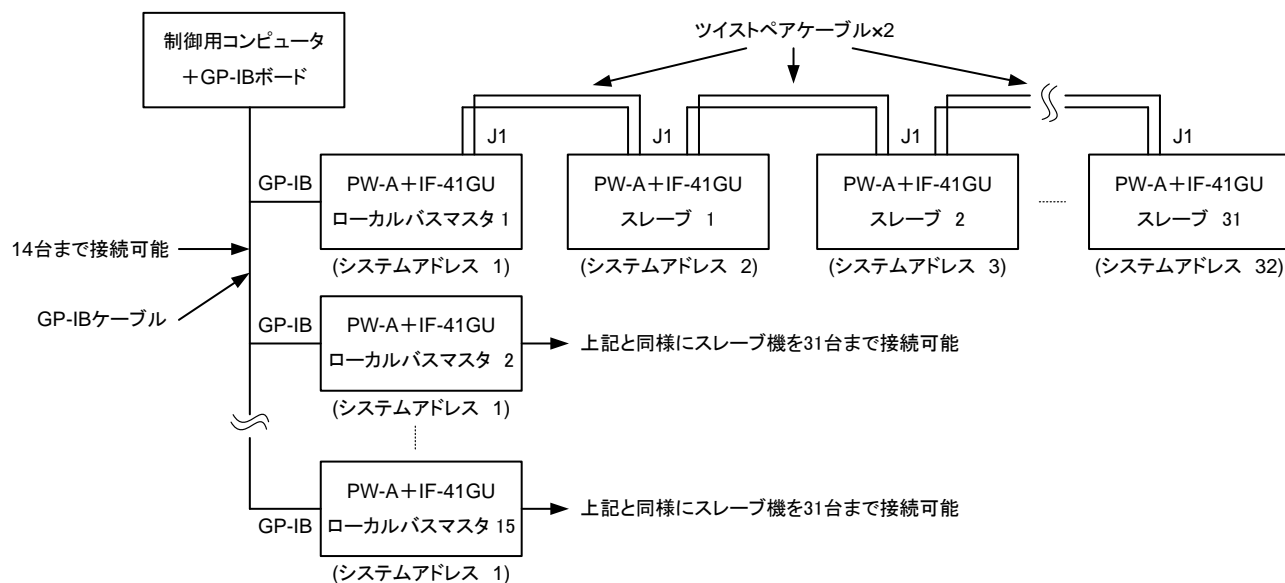 制御用コンピュータ
＋GP-IBボード
ツイストペアケーブル×2
J1
J1
J1
J1
GP-IB
PW-A＋IF-41GU
ローカルバスマスタ 1
(システムアドレス 1)
PW-A＋IF-41GU
スレーブ 1
(システムアドレス 2)
PW-A＋IF-41GU
スレーブ 2
(システムアドレス 3)
PW-A＋IF-41GU
スレーブ 31
(システムアドレス 32)
14台まで接続可能
GP-IBケーブル
GP-IB
PW-A＋IF-41GU
ローカルバスマスタ 2
(システムアドレス 1)
上記と同様にスレーブ機を31台まで接続可能
GP-IB
PW-A＋IF-41GU
ローカルバスマスタ 15
(システムアドレス 1)
上記と同様にスレーブ機を31台まで接続可能